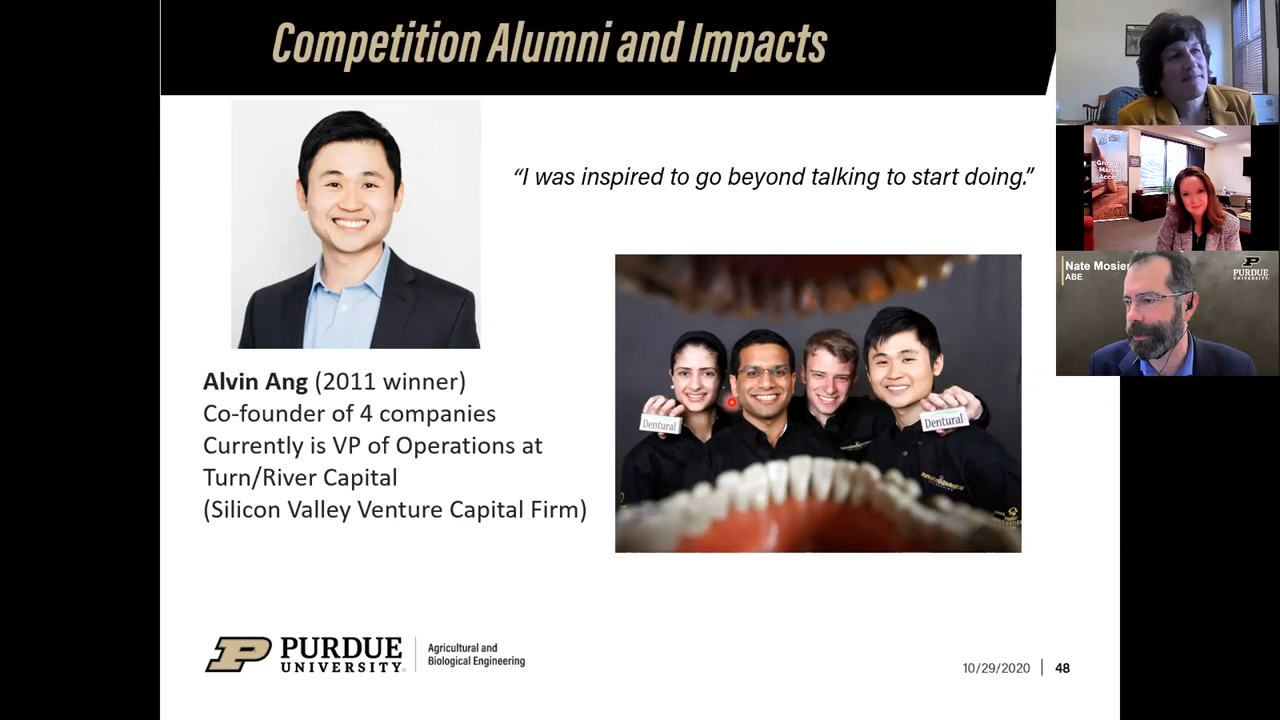 Competition Alumni and Impacts
“I was inspired to go beyond talking to start doing.”
Alvin Ang (2011 winner)
Co-founder of 4 companies
Currently is VP of Operations at
Turn/River Capital
(Silicon Valley Venture Capital Firm)
Dentural
Dentural
PURDUE
UNIVERSITY
Agricultural and
Biological Engineering
10/29/2020
48
Market
Access
Nate Mosier
ABE
PURDUE
UNIVERSITY